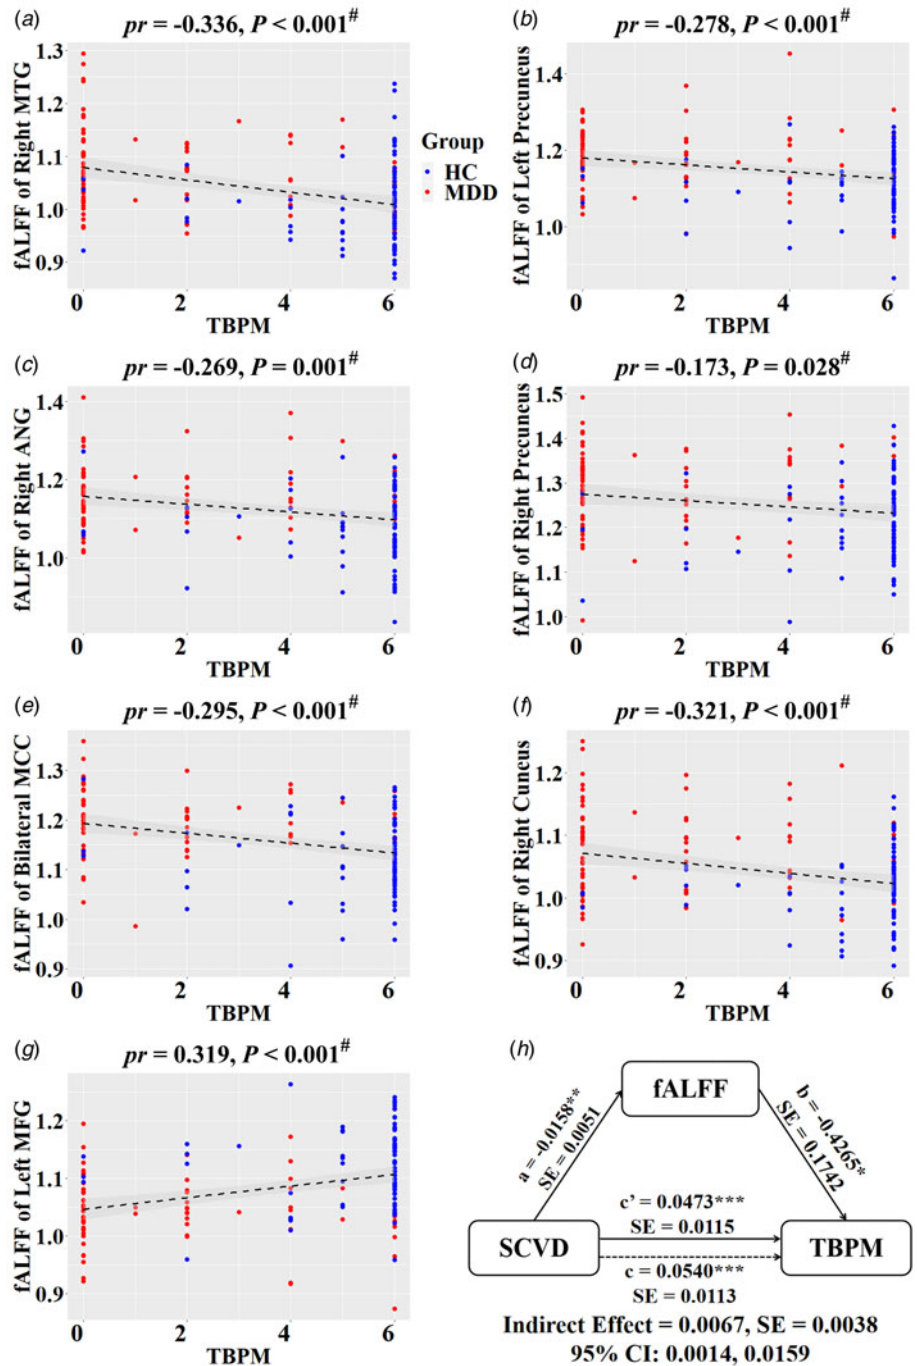 (a)
pr = -0.336, P < 0.001#
fALFF of Right MTG
1.3
1.2
1.1
1.0
0.9
0 2 4 6
TBPM
Group
HC
MDD
(b)
pr = -0.278, P < 0.001#
fALFF of Left Precuneus
1.4
1.2
1.0
0 2 4 6
TBPM
(c)
pr = -0.269, P = 0.001#
fALFF of Right ANG
1.4
1.2
1.0
0 2 4 6
TBPM
(d)
pr = -0.173, P = 0.028#
fALFF of Right Precuneus
1.5
1.4
1.3
1.2
1.1
1.0
0 2 4 6
TBPM
(e)
pr = -0.295, P < 0.001#
fALFF of Bilateral MCC
1.3
1.2
1.1
1.0
0.9
0 2 4 6
TBPM
(f)
pr = -0.321, P < 0.001#
fALFF of Right Cuneus
1.2
1.1
1.0
0.9
0 2 4 6
TBPM
(g)
pr = 0.319, P < 0.001#
fALFF of Left MFG
1.2
1.1
1.0
0.9
0 2 4 6
TBPM
(h)
fALFF
a = -0.0158**
SE = 0.0051
b = -0.4265*
SE = 0.1742
c' = 0.0473***
SE = 0.0115
SCVD
TBPM
c = 0.0540***
SE = 0.0113
Indirect Effect = 0.0067, SE = 0.0038
95% CI: 0.0014, 0.0159